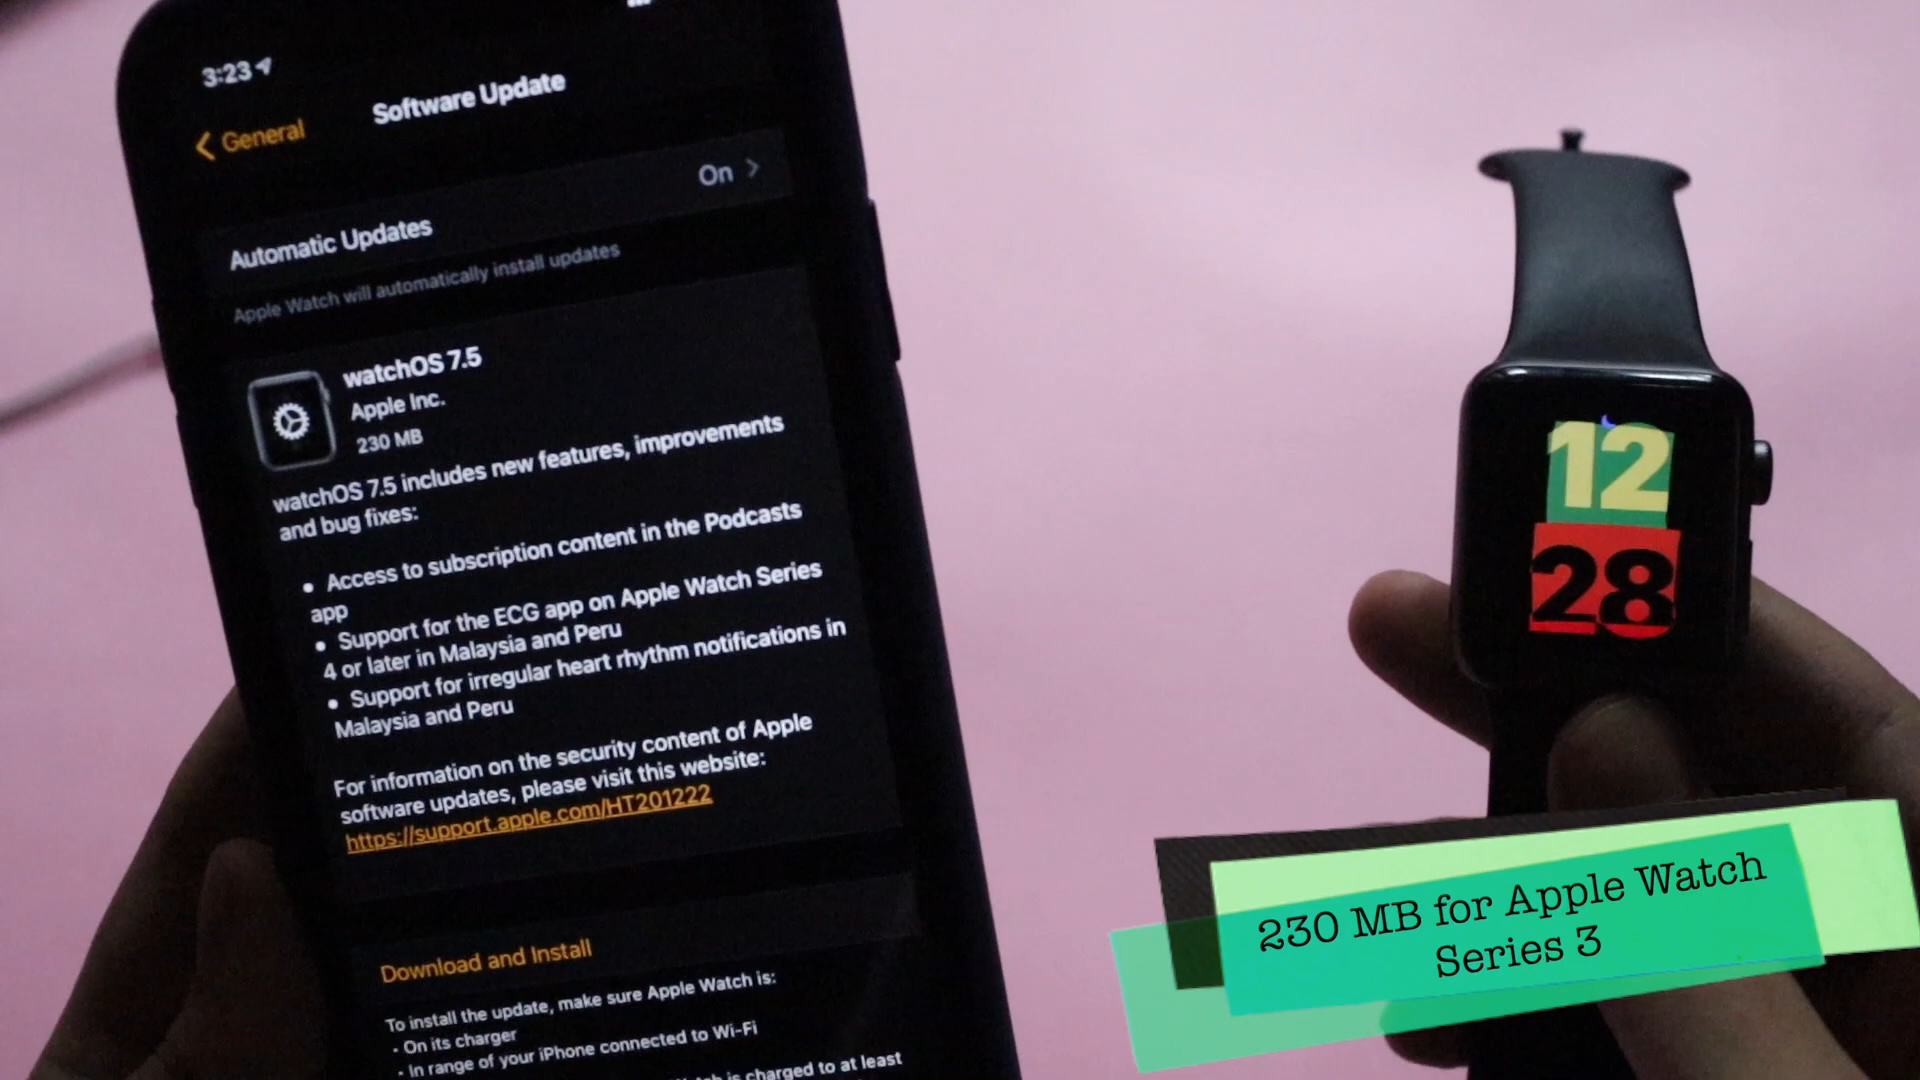 3:23
General
Software Update
Automatic Updates
On
Apple Watch will automatically install updates
watchOS 7.5
Apple Inc.
230 MB
watchOS 7.5 includes new features, improvements
and bug fixes:
• Access to subscription content in the Podcasts
app
• Support for the ECG app on Apple Watch Series
4 or later in Malaysia and Peru
• Support for irregular heart rhythm notifications in
Malaysia and Peru
For information on the security content of Apple
software updates, please visit this website:
https://support.apple.com/HT201222
Download and Install
To install the update, make sure Apple Watch is:
- On its charger
- In range of your iPhone connected to Wi-Fi
is charged to at least
12
28
230 MB for Apple Watch
Series 3